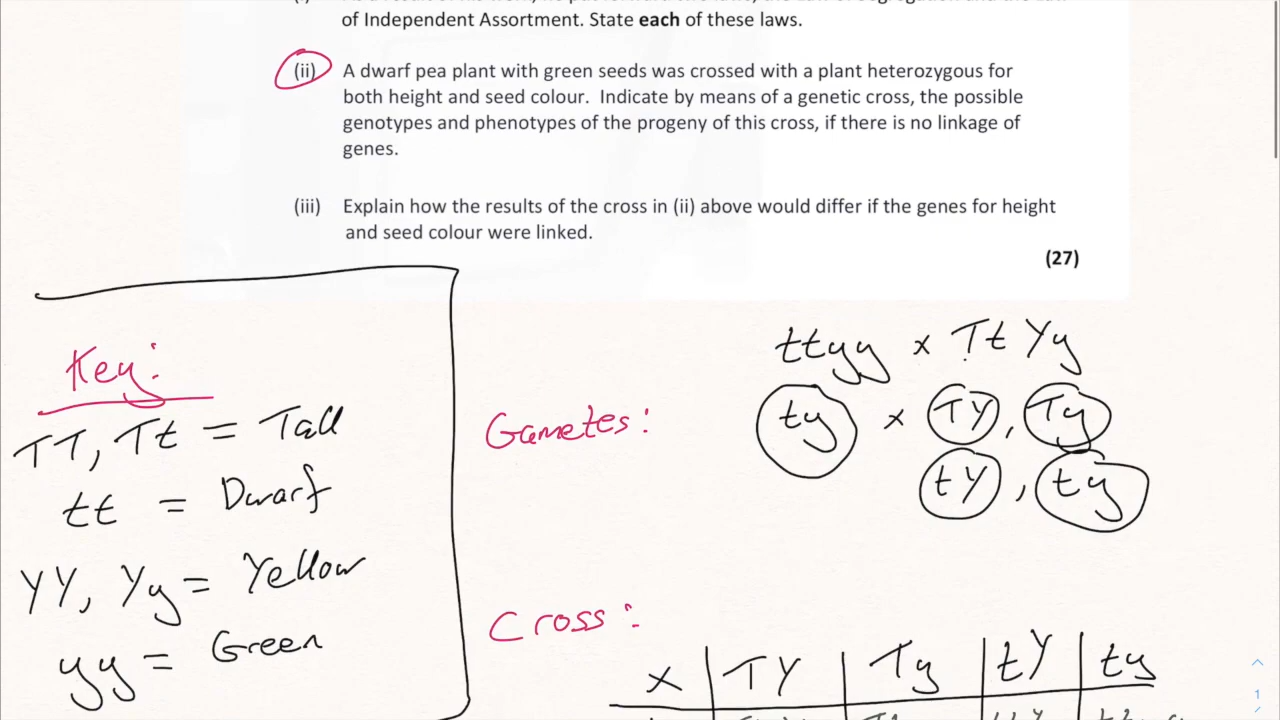 of Independent Assortment. State each of these laws.
(ii) A dwarf pea plant with green seeds was crossed with a plant heterozygous for
both height and seed colour. Indicate by means of a genetic cross, the possible
genotypes and phenotypes of the progeny of this cross, if there is no linkage of
genes.
(iii) Explain how the results of the cross in (ii) above would differ if the genes for height
and seed colour were linked.
(27)
Key:
TT, Tt = Tall
tt = Dwarf
YY, Yy = Yellow
yy = Green
ttyy x TtYy
Gametes: ty x TY, Ty
tY, ty
Cross:
x TY Ty tY ty
1